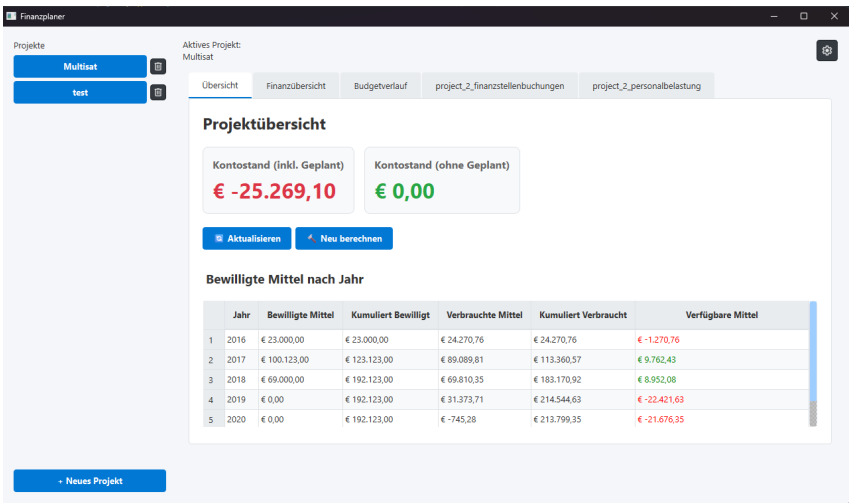 Finanzplaner
Projekte
Multisat
test
+ Neues Projekt
Aktives Projekt:
Multisat
Übersicht Finanzübersicht Budgetverlauf project_2_finanzstellenbuchungen project_2_personalbelastung
Projektübersicht
Kontostand (inkl. Geplant)
€ -25.269,10
Kontostand (ohne Geplant)
€ 0,00
Aktualisieren Neu berechnen
Bewilligte Mittel nach Jahr
Jahr Bewilligte Mittel Kumuliert Bewilligt Verbrauchte Mittel Kumuliert Verbraucht Verfügbare Mittel
1 2016 € 23.000,00 € 23.000,00 € 24.270,76 € 24.270,76 € -1.270,76
2 2017 € 100.123,00 € 123.123,00 € 89.089,81 € 113.360,57 € 9.762,43
3 2018 € 69.000,00 € 192.123,00 € 69.810,35 € 183.170,92 € 8.952,08
4 2019 € 0,00 € 192.123,00 € 31.373,71 € 214.544,63 € -22.421,63
5 2020 € 0,00 € 192.123,00 € -745,28 € 213.799,35 € -21.676,35